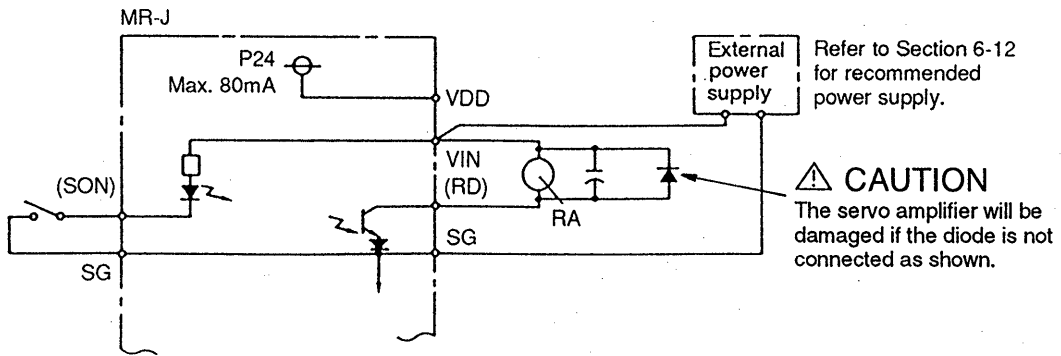 MR-J
P24
Max. 80mA
VDD
External
power
supply
Refer to Section 6-12
for recommended
power supply.
VIN
(RD)
(SON)
RA
SG
SG
CAUTION
The servo amplifier will be
damaged if the diode is not
connected as shown.